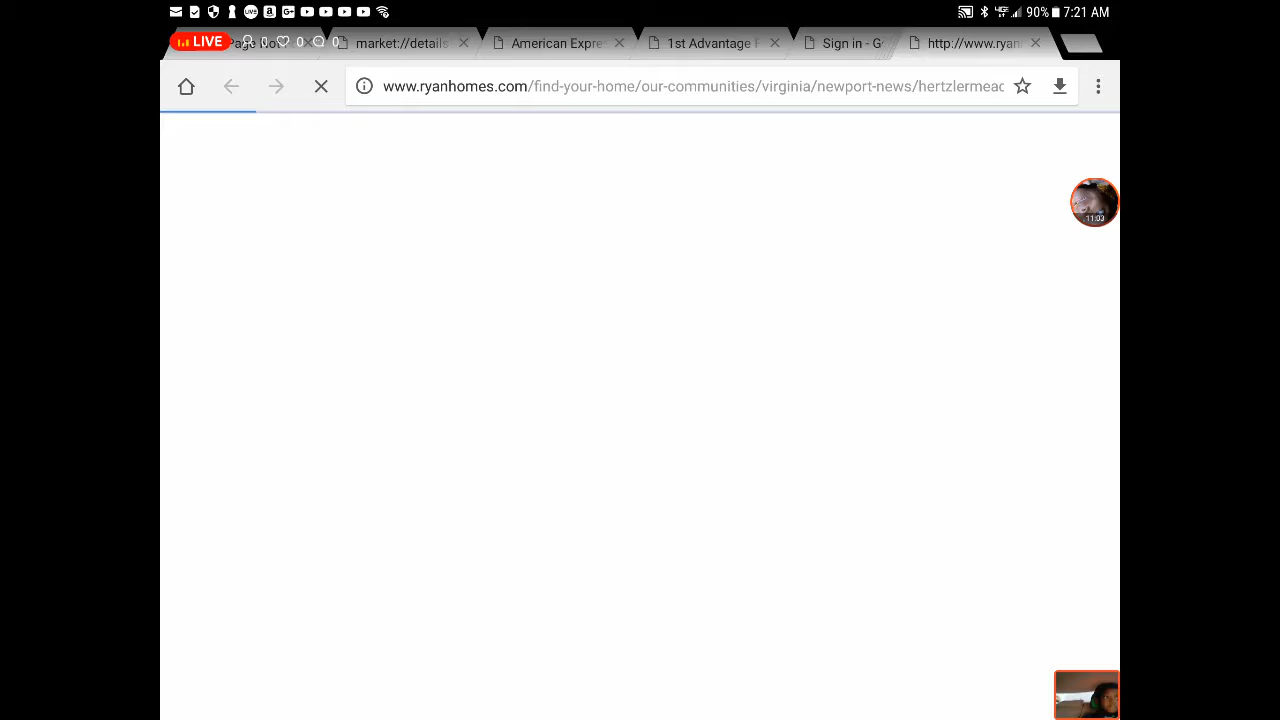 LIVE
90% 7:21 AM
LIVE 0 0 0
market://details
American Expre
1st Advantage F
Sign in - G
http://www.ryan
www.ryanhomes.com/find-your-home/our-communities/virginia/newport-news/hertzlermeac
11:03